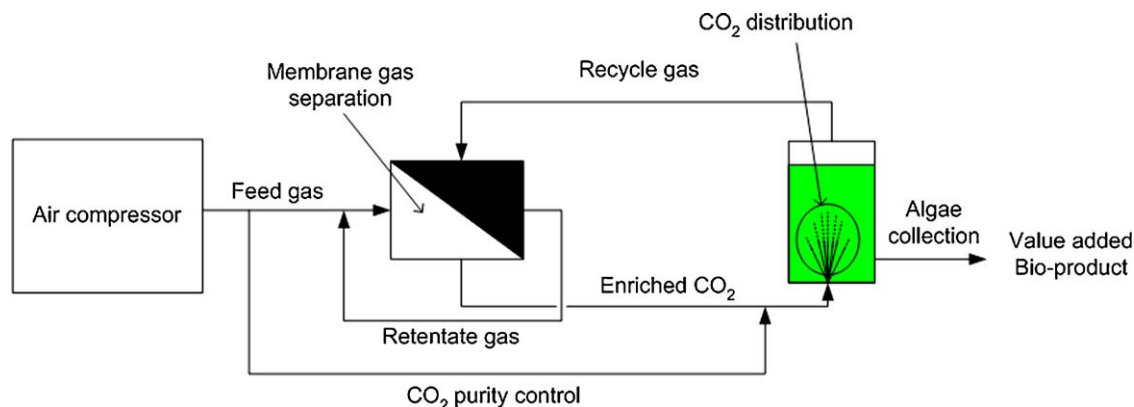 CO₂ distribution
Recycle gas
Membrane gas
separation
Feed gas
Air compressor
Algae
collection
Value added
Bio-product
Enriched CO₂
Retentate gas
CO₂ purity control